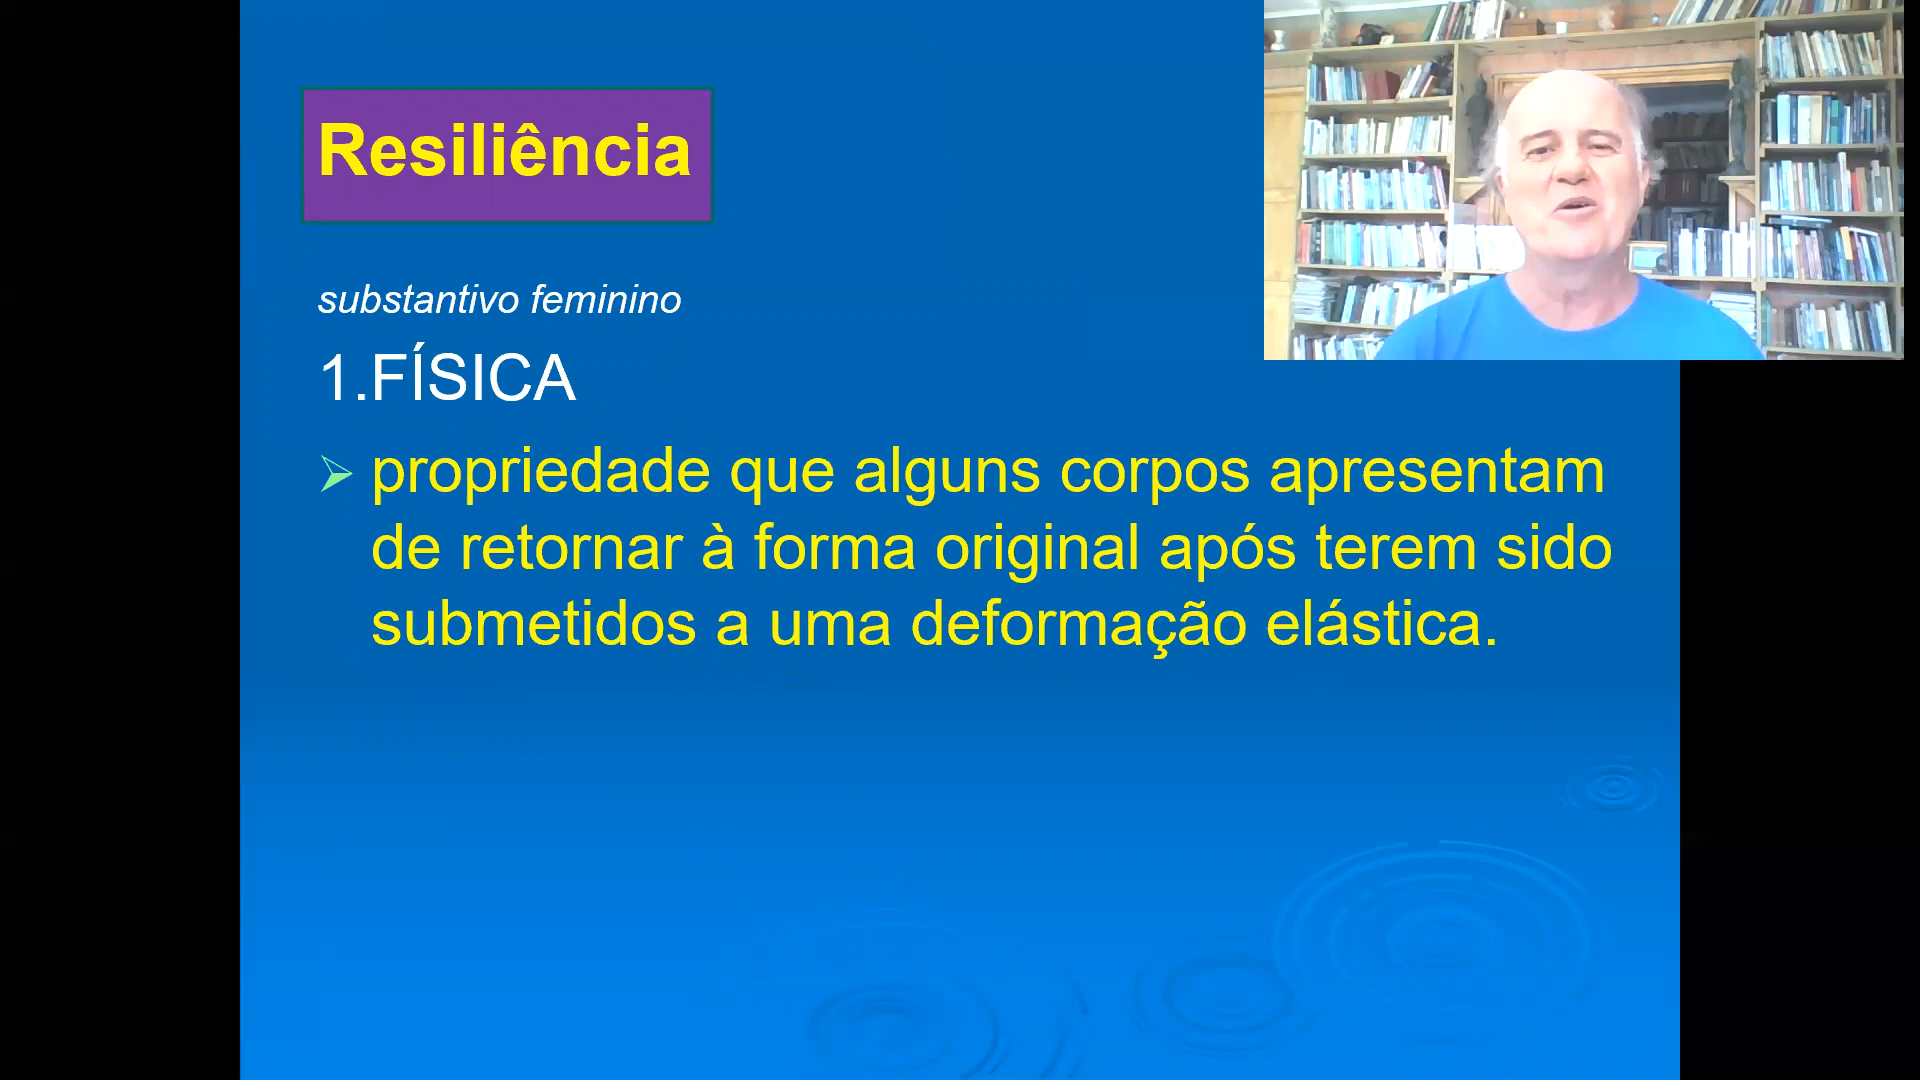 Resiliência
substantivo feminino
1.FÍSICA
propriedade que alguns corpos apresentam
de retornar à forma original após terem sido
submetidos a uma deformação elástica.